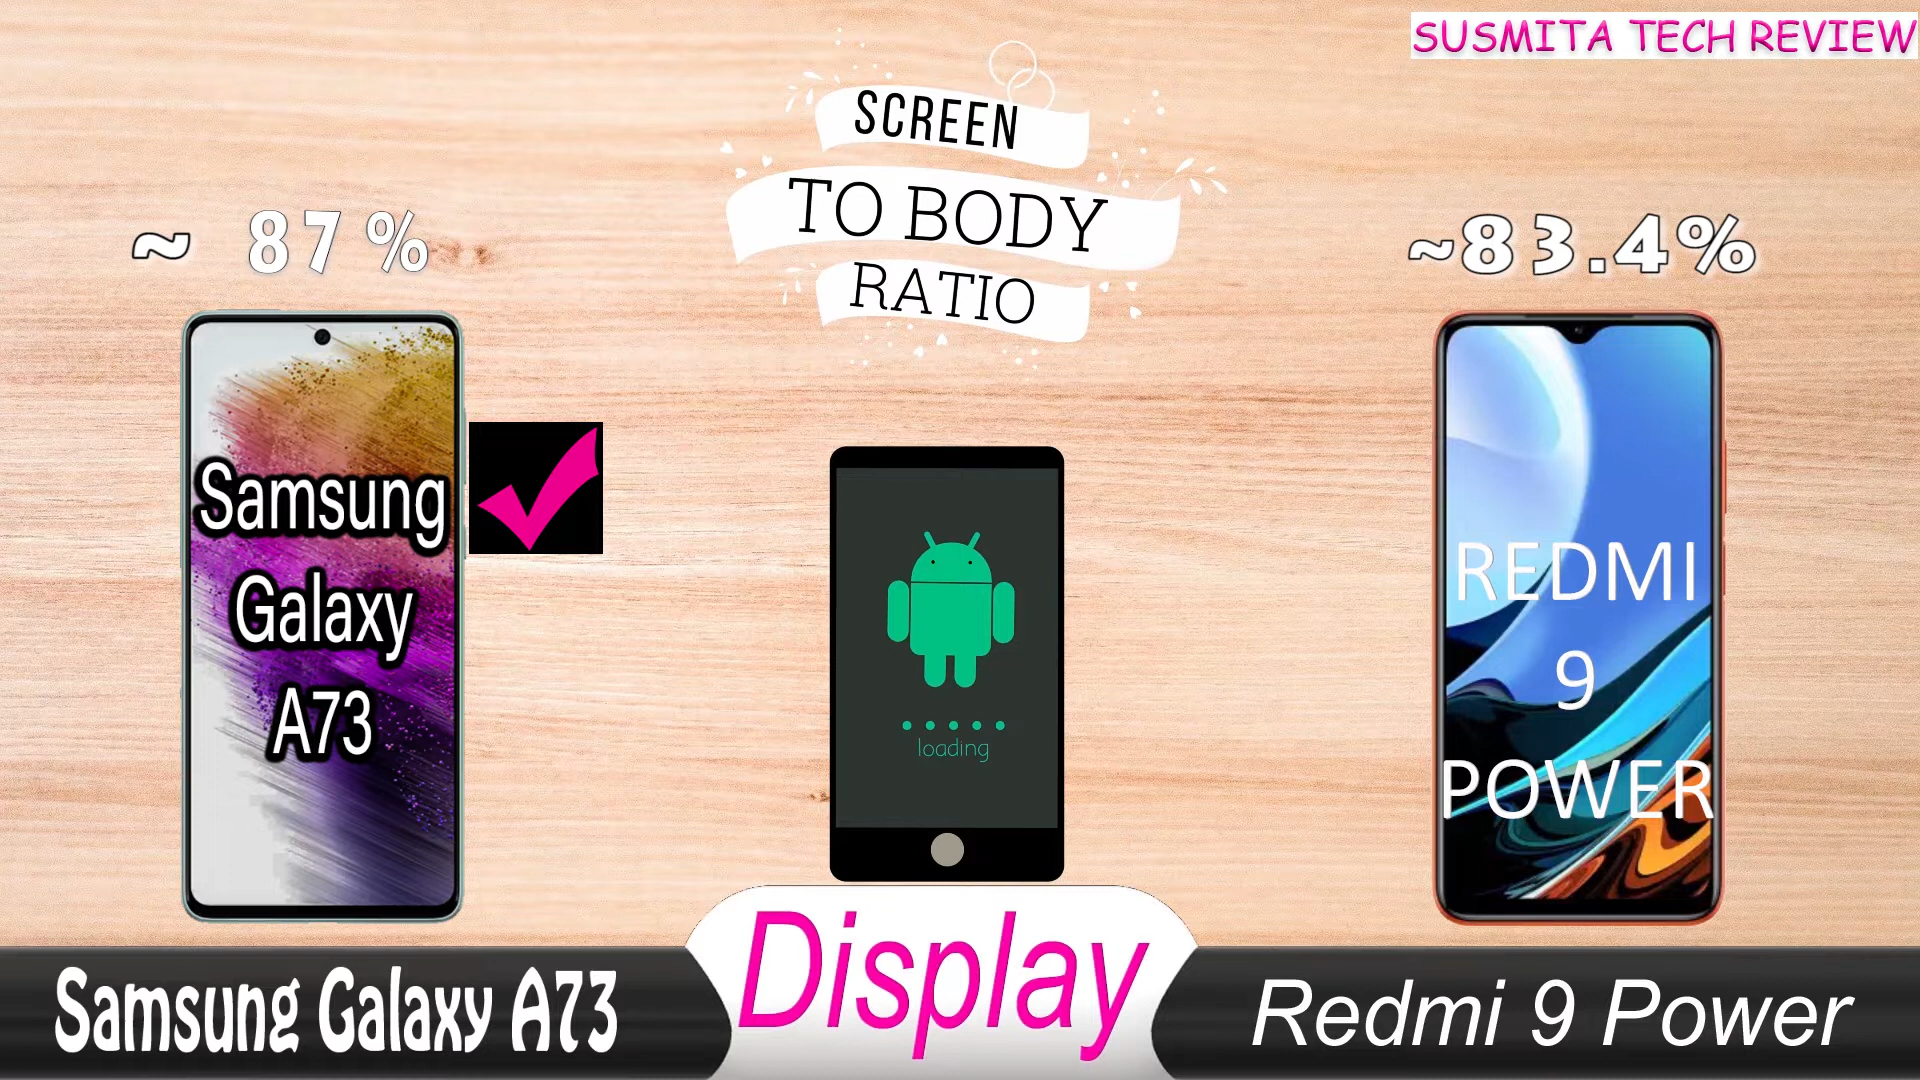 SUSMITA TECH REVIEW
SCREEN
TO BODY
RATIO
~ 87%
~83.4%
Samsung
Galaxy
A73
loading
REDMI
9
POWER
Samsung Galaxy A73
Display
Redmi 9 Power